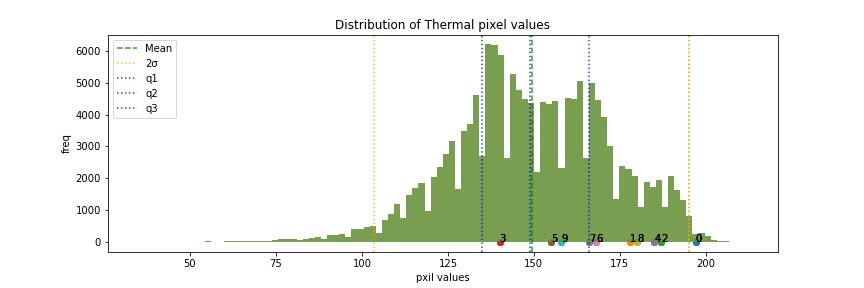 Distribution of Thermal pixel values
Mean
2σ
q1
q2
q3
freq
6000
5000
4000
3000
2000
1000
0
3 5 9 7 6 1 8 4 2 0
50 75 100 125 150 175 200
pxil values